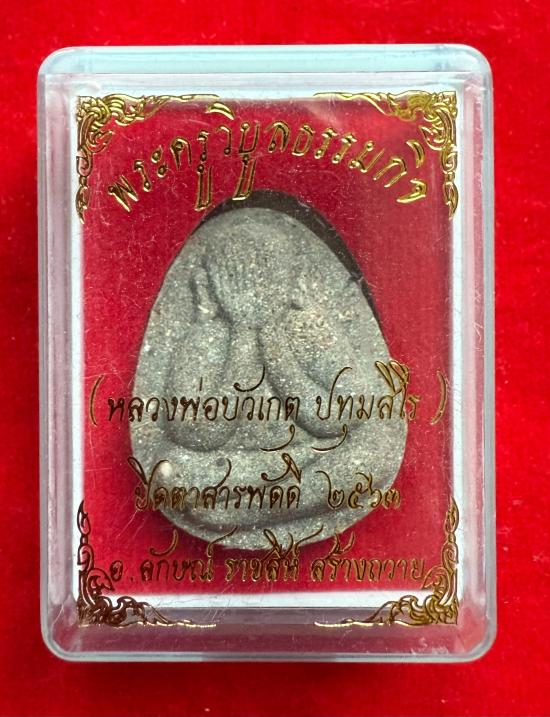 พระครูวิบูลธรรมกิจ
(หลวงพ่อบัวเกตุ ปทุมสิโร)
ปิดตาสารพัดดี ๒๕๖๓
อ. ลักษณ์ ราชสีห์ สร้างถวาย